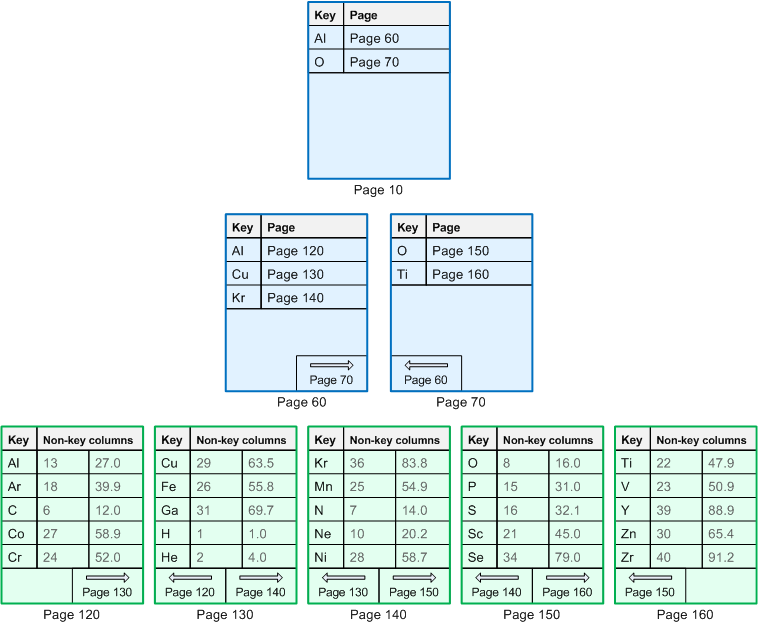 Key Page
Al Page 60
O Page 70
Page 10
Key Page
Al Page 120
Cu Page 130
Kr Page 140
Page 70
Page 60
Key Page
O Page 150
Ti Page 160
Page 60
Page 70
Key Non-key columns
Al 13 27.0
Ar 18 39.9
C 6 12.0
Co 27 58.9
Cr 24 52.0
Page 130
Page 120
Key Non-key columns
Cu 29 63.5
Fe 26 55.8
Ga 31 69.7
H 1 1.0
He 2 4.0
Page 120 Page 140
Page 130
Key Non-key columns
Kr 36 83.8
Mn 25 54.9
N 7 14.0
Ne 10 20.2
Ni 28 58.7
Page 130 Page 150
Page 140
Key Non-key columns
O 8 16.0
P 15 31.0
S 16 32.1
Sc 21 45.0
Se 34 79.0
Page 140 Page 160
Page 150
Key Non-key columns
Ti 22 47.9
V 23 50.9
Y 39 88.9
Zn 30 65.4
Zr 40 91.2
Page 150
Page 160